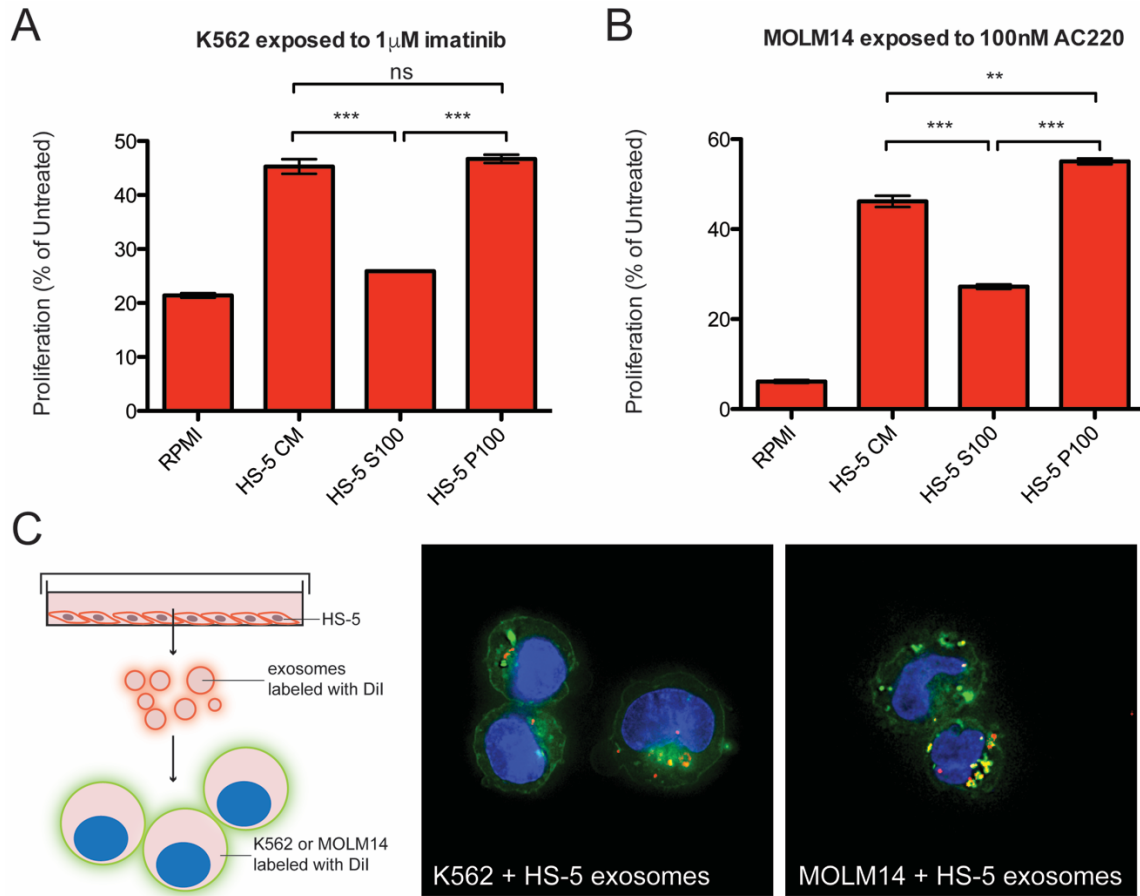 A
K562 exposed to 1μM imatinib
ns
***
***
Proliferation (% of Untreated)
50
40
30
20
10
0
RPMI
HS-5 CM
HS-5 S100
HS-5 P100
B
MOLM14 exposed to 100nM AC220
**
***
***
Proliferation (% of Untreated)
60
40
20
0
RPMI
HS-5 CM
HS-5 S100
HS-5 P100
C
HS-5
exosomes
labeled with DiI
K562 or MOLM14
labeled with DiI
K562 + HS-5 exosomes
MOLM14 + HS-5 exosomes